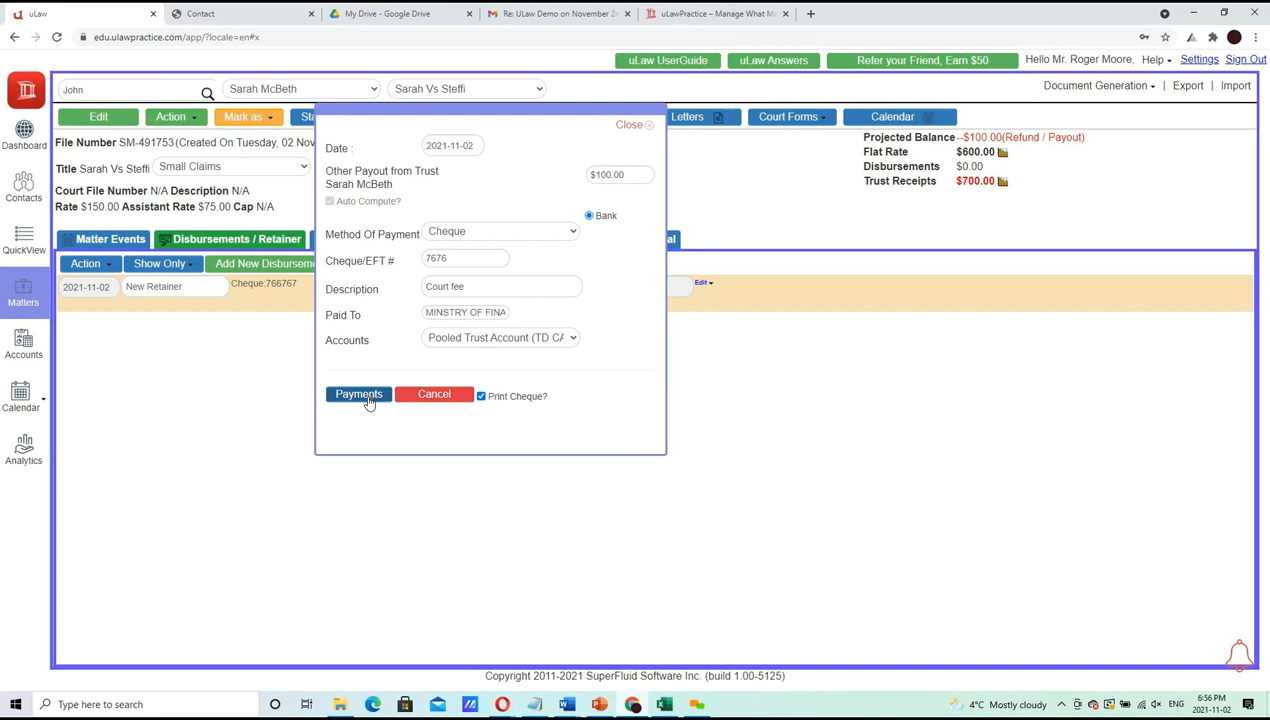 uLaw
Contact
My Drive - Google Drive
Re: ULaw Demo on November 2
uLawPractice – Manage What Ma
edu.ulawpractice.com/app/?locale=en#x
uLaw UserGuide
uLaw Answers
Refer your Friend, Earn $50
Hello Mr. Roger Moore, Help
Settings
Sign Out
John
Sarah McBeth
Sarah Vs Steffi
Document Generation
Export
Import
Edit
Action
Mark as
Sta
Letters
Court Forms
Calendar
File Number SM-491753(Created On:Tuesday, 02 Nov
Title Sarah Vs Steffi
Small Claims
Court File Number N/A Description N/A
Rate $150.00 Assistant Rate $75.00 Cap N/A
Projected Balance--$100.00(Refund / Payout)
Flat Rate $600.00
Disbursements $0.00
Trust Receipts $700.00
Matter Events
Disbursements / Retainer
al
Action
Show Only
Add New Disburseme
2021-11-02
New Retainer
Cheque:766767
Edit
Close
Date :
2021-11-02
Other Payout from Trust
Sarah McBeth
$100.00
Auto Compute?
Bank
Method Of Payment
Cheque
Cheque/EFT #
7676
Description
Court fee
Paid To
MINSTRY OF FINA
Accounts
Pooled Trust Account (TD CA
Payments
Cancel
Print Cheque?
Dashboard
Contacts
QuickView
Matters
Accounts
Calendar
Analytics
Copyright 2011-2021 SuperFluid Software Inc. (build 1.00-5125)
Type here to search
4°C Mostly cloudy
ENG
6:56 PM
2021-11-02